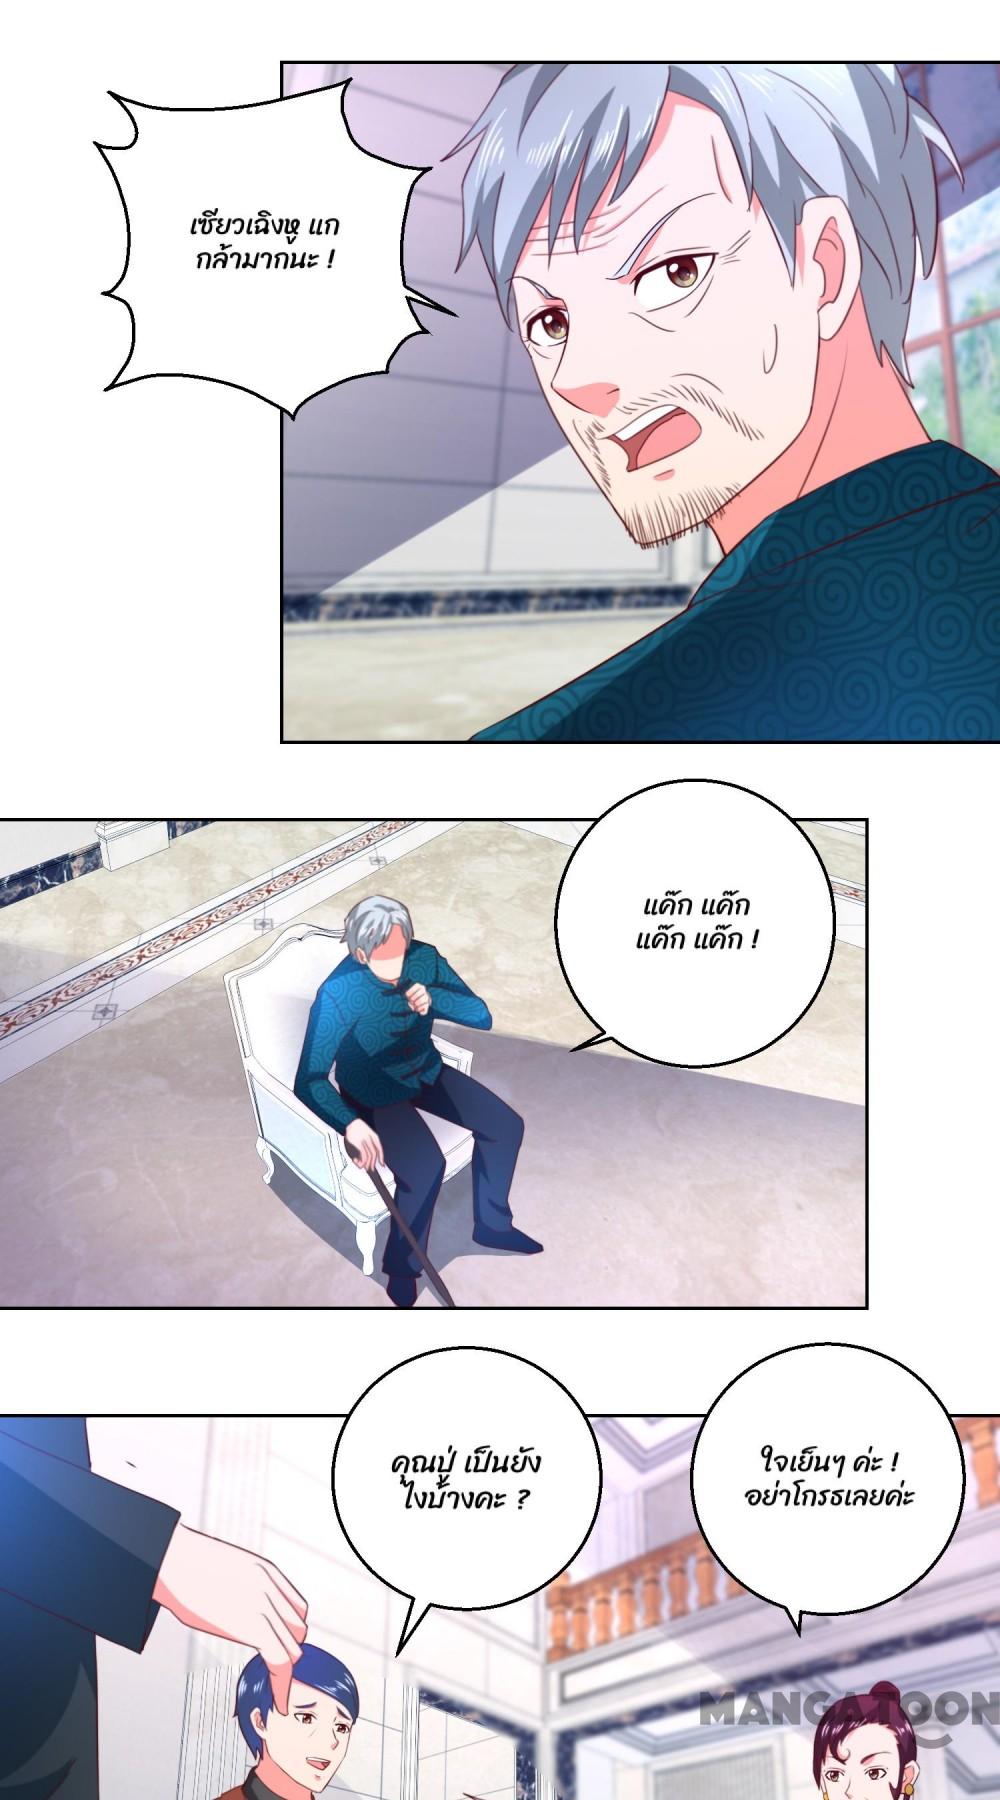 เซียวเฉิงหู แก
กล้ามากนะ !
แค๊ก แค๊ก
แค๊ก แค๊ก !
คุณปู่ เป็นยัง
ไงบ้างคะ ?
ใจเย็นๆ ค่ะ !
อย่าโกรธเลยค่ะ
MANGATOON